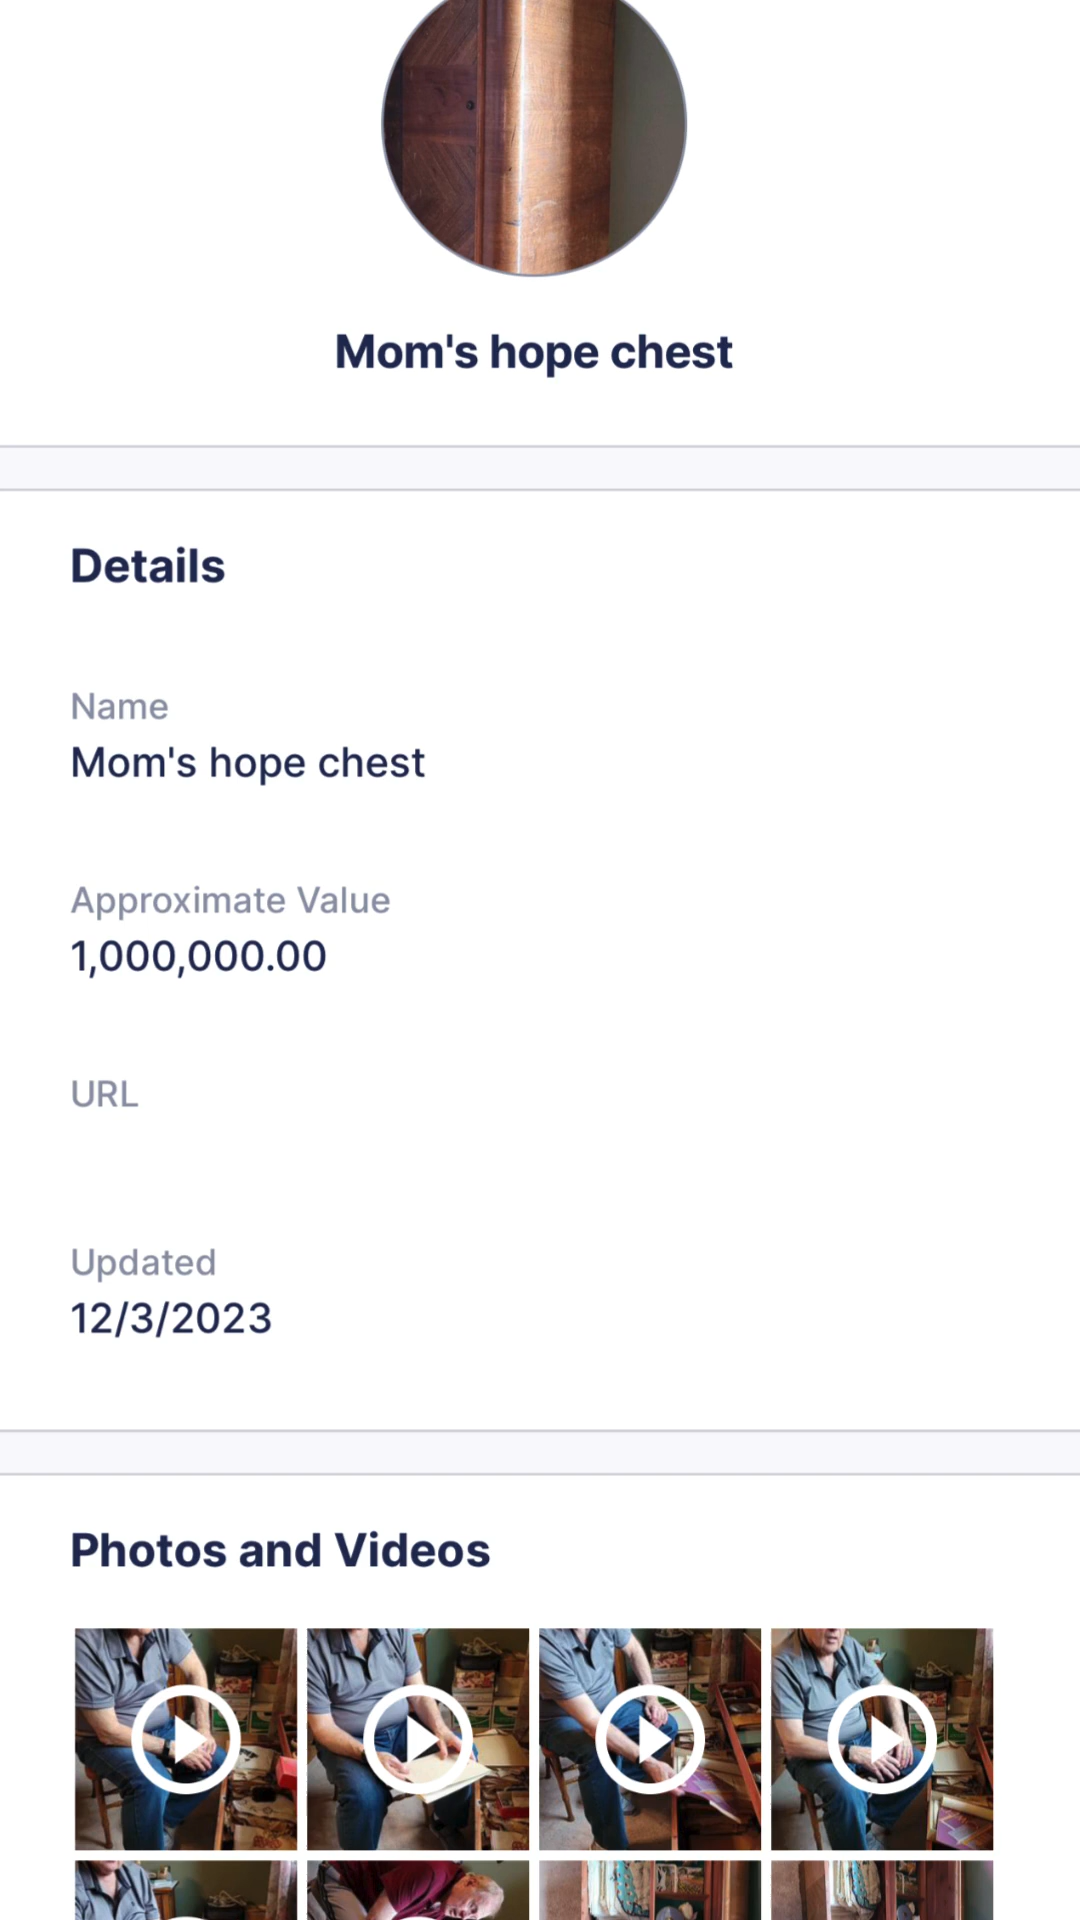 Mom's hope chest
Details
Name
Mom's hope chest
Approximate Value
1,000,000.00
URL
Updated
12/3/2023
Photos and Videos